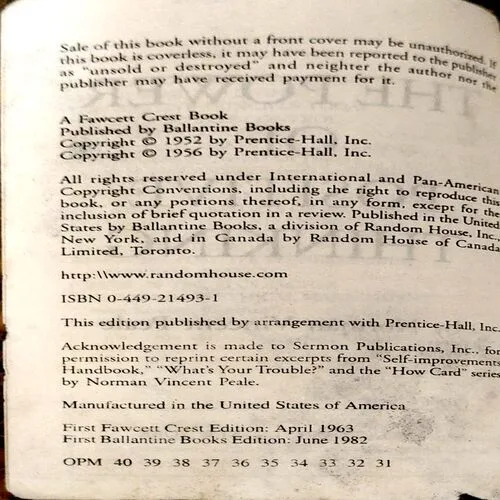 Sale of this book without a front cover may be unauthorized. If
this book is coverless, it may have been reported to the publisher
as "unsold or destroyed" and neighter the author nor the
publisher may have received payment for it.
A Fawcett Crest Book
Published by Ballantine Books
Copyright © 1952 by Prentice-Hall, Inc.
Copyright © 1956 by Prentice-Hall, Inc.
All rights reserved under International and Pan-American
Copyright Conventions, including the right to reproduce this
book, or any portions thereof, in any form, except for the
inclusion of brief quotation in a review. Published in the United
States by Ballantine Books, a division of Random House, Inc.,
New York, and in Canada by Random House of Canada
Limited, Toronto.
http:\\www.randomhouse.com
ISBN 0-449-21493-1
This edition published by arrangement with Prentice-Hall, Inc.
Acknowledgement is made to Sermon Publications, Inc., for
permission to reprint certain excerpts from "Self-improvements
Handbook," "What's Your Trouble?" and the "How Card" series
by Norman Vincent Peale.
Manufactured in the United States of America
First Fawcett Crest Edition: April 1963
First Ballantine Books Edition: June 1982
OPM 40 39 38 37 36 35 34 33 32 31